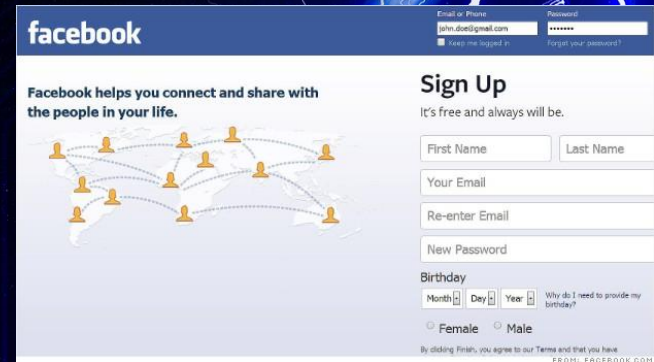 facebook
Email or Phone
Password
john.doe@gmail.com
•••••••
Keep me logged in
Forgot your password?
Facebook helps you connect and share with
the people in your life.
Sign Up
It's free and always will be.
First Name
Last Name
Your Email
Re-enter Email
New Password
Birthday
Month
Day
Year
Why do I need to provide my
birthday?
Female
Male
By clicking Finish, you agree to our Terms and that you have
FROM: FACEBOOK.COM